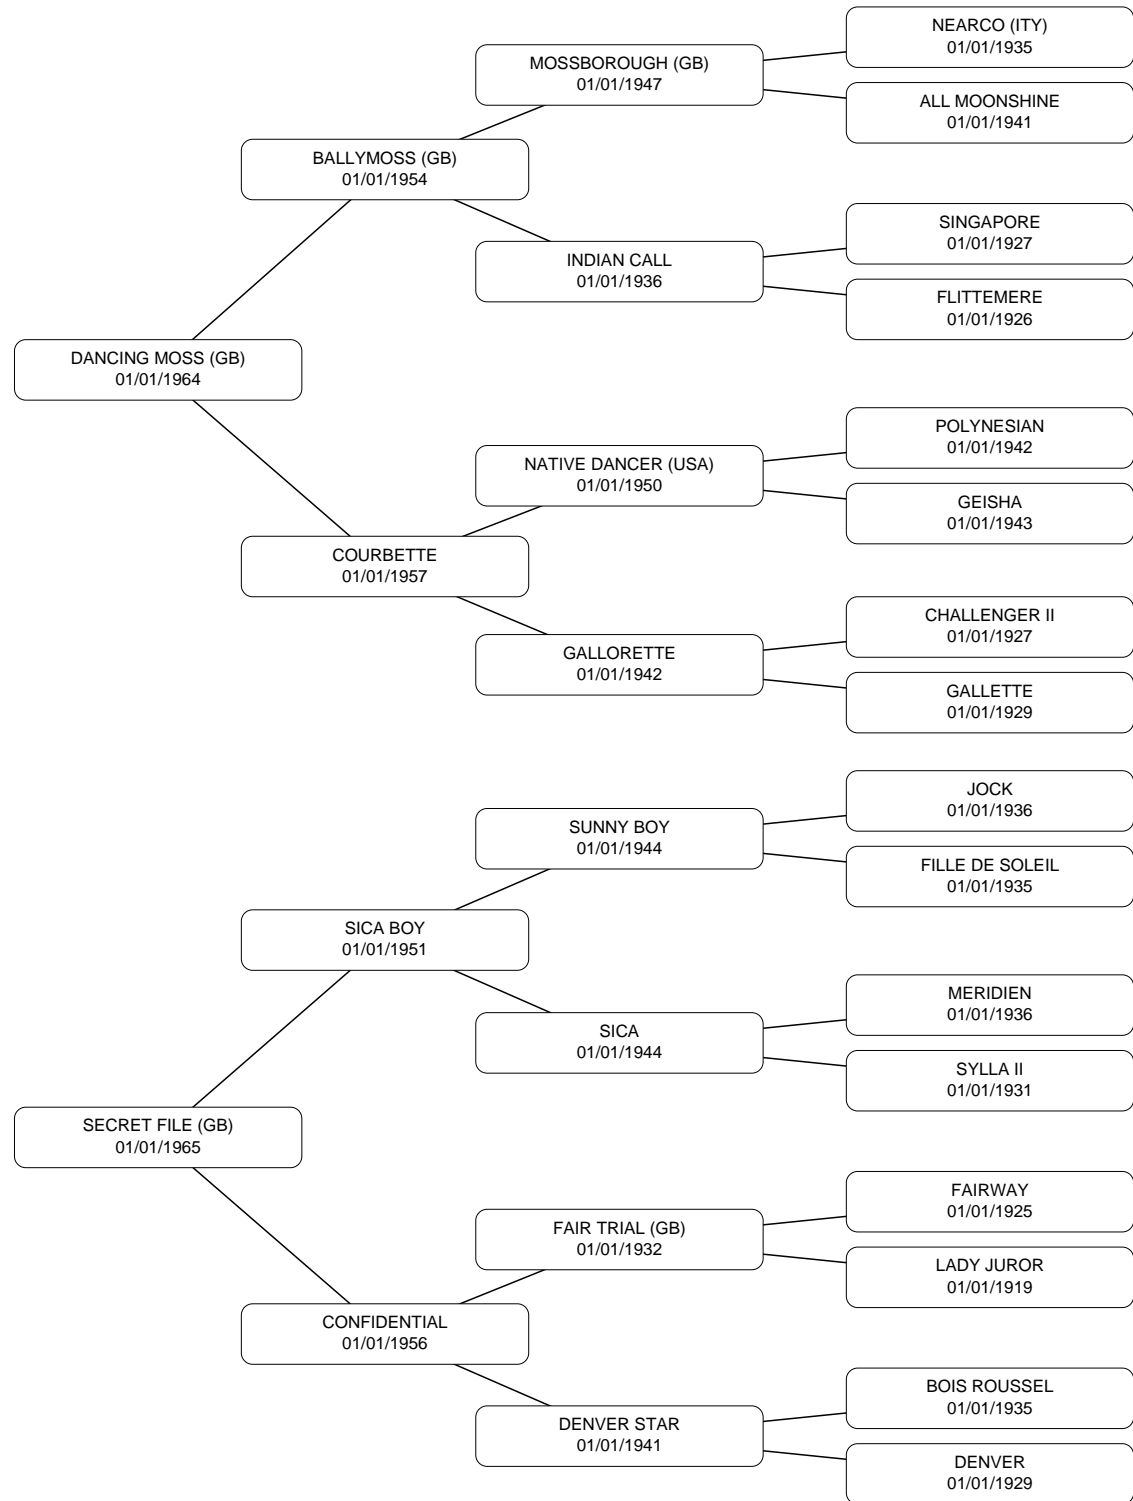 NEARCO (ITY)
01/01/1935
MOSSBOROUGH (GB)
01/01/1947
ALL MOONSHINE
01/01/1941
BALLYMOSS (GB)
01/01/1954
SINGAPORE
01/01/1927
INDIAN CALL
01/01/1936
FLITTEMERE
01/01/1926
DANCING MOSS (GB)
01/01/1964
POLYNESIAN
01/01/1942
NATIVE DANCER (USA)
01/01/1950
GEISHA
01/01/1943
COURBETTE
01/01/1957
CHALLENGER II
01/01/1927
GALLORETTE
01/01/1942
GALLETTE
01/01/1929
JOCK
01/01/1936
SUNNY BOY
01/01/1944
FILLE DE SOLEIL
01/01/1935
SICA BOY
01/01/1951
MERIDIEN
01/01/1936
SICA
01/01/1944
SYLLA II
01/01/1931
SECRET FILE (GB)
01/01/1965
FAIRWAY
01/01/1925
FAIR TRIAL (GB)
01/01/1932
LADY JUROR
01/01/1919
CONFIDENTIAL
01/01/1956
BOIS ROUSSEL
01/01/1935
DENVER STAR
01/01/1941
DENVER
01/01/1929